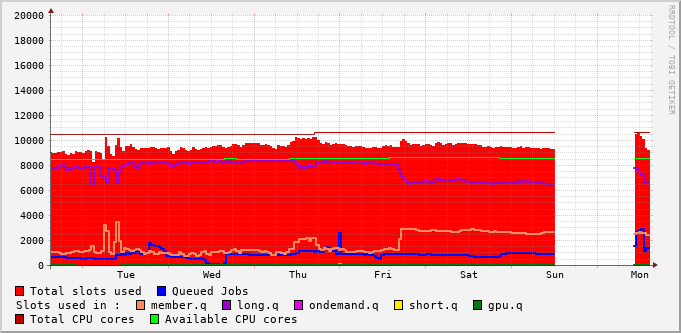 20000
18000
16000
14000
12000
10000
8000
6000
4000
2000
0
Tue Wed Thu Fri Sat Sun Mon
RRDTOOL / TOBI OETIKER
Total slots used Queued Jobs
Slots used in : member.q long.q ondemand.q short.q gpu.q
Total CPU cores Available CPU cores